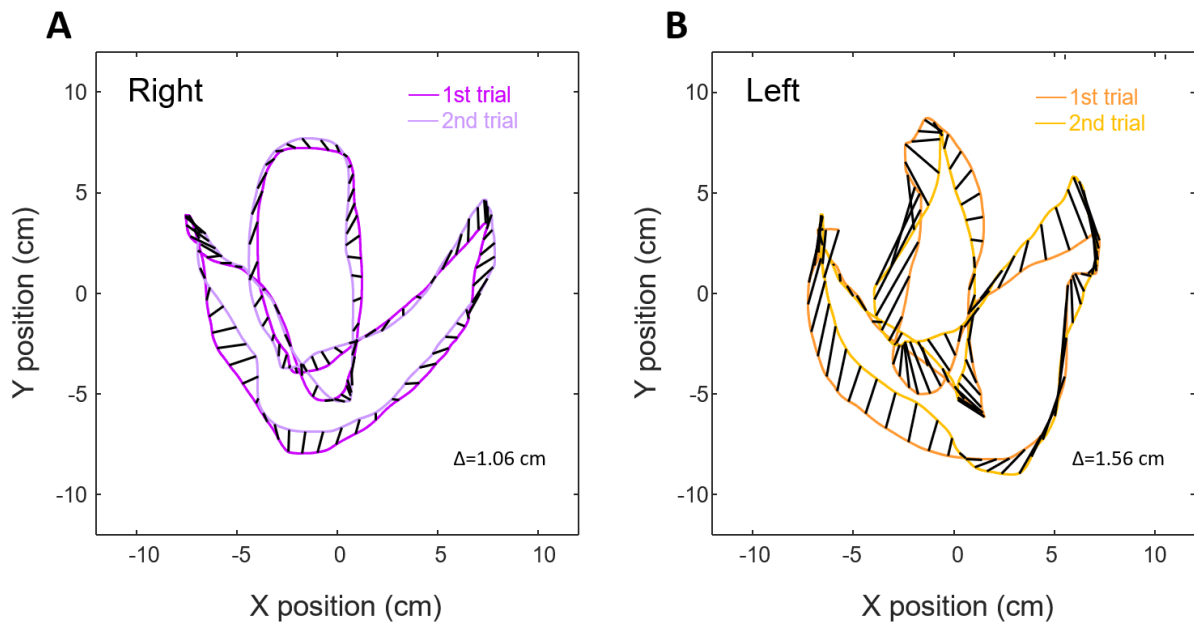 A
Right
1st trial
2nd trial
10
5
0
-5
-10
Y position (cm)
Δ=1.06 cm
-10
-5
0
5
10
X position (cm)
B
Left
1st trial
2nd trial
10
5
0
-5
-10
Y position (cm)
Δ=1.56 cm
-10
-5
0
5
10
X position (cm)